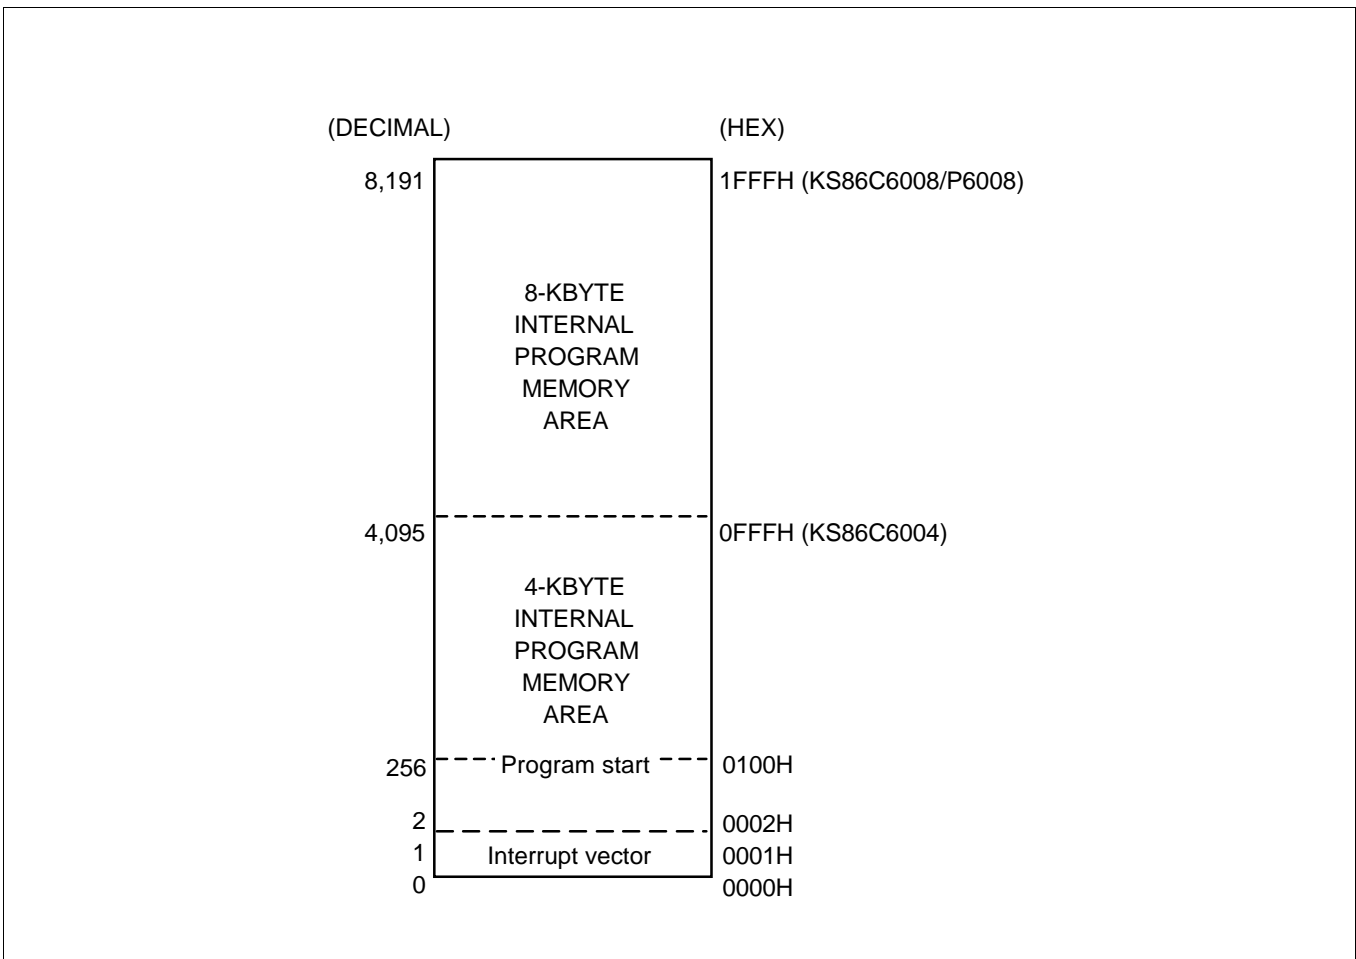 (DECIMAL) (HEX)
8,191 1FFFH (KS86C6008/P6008)
8-KBYTE
INTERNAL
PROGRAM
MEMORY
AREA
4,095 0FFFH (KS86C6004)
4-KBYTE
INTERNAL
PROGRAM
MEMORY
AREA
256 Program start 0100H
2 0002H
1 Interrupt vector 0001H
0 0000H